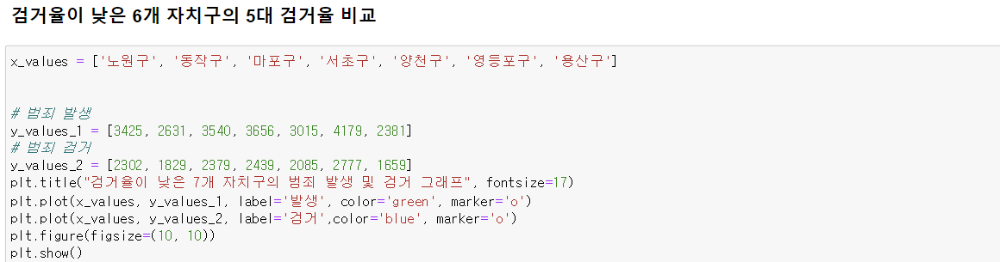 검거율이 낮은 6개 자치구의 5대 검거율 비교
x_values = ['노원구', '동작구', '마포구', '서초구', '양천구', '영등포구', '용산구']
# 범죄 발생
y_values_1 = [3425, 2631, 3540, 3656, 3015, 4179, 2381]
# 범죄 검거
y_values_2 = [2302, 1829, 2379, 2439, 2085, 2777, 1659]
plt.title("검거율이 낮은 7개 자치구의 범죄 발생 및 검거 그래프", fontsize=17)
plt.plot(x_values, y_values_1, label='발생', color='green', marker='o')
plt.plot(x_values, y_values_2, label='검거',color='blue', marker='o')
plt.figure(figsize=(10, 10))
plt.show()